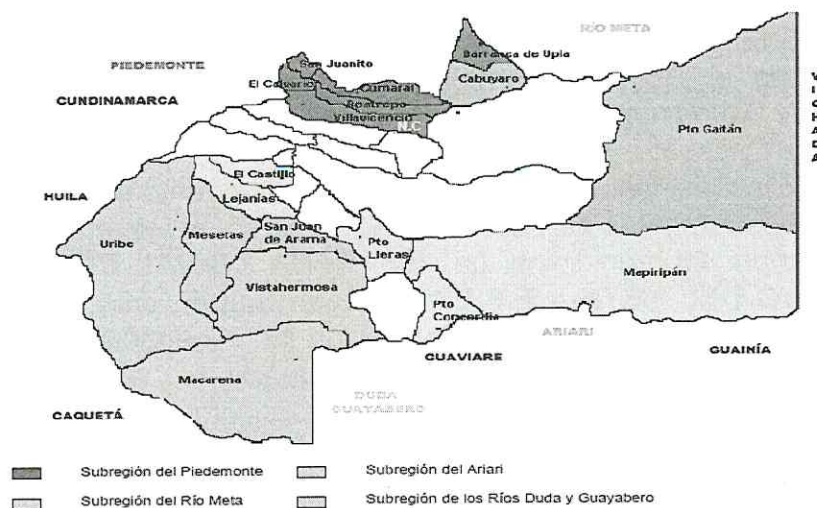 RÍO META
PIEDEMONTE
San Juanito
Barranca de Upía
El Calvario
Cumaral
Cabuyaro
CUNDINAMARCA
Restrepo
Villavicencio
N.C
VICHADA
Pto Gaitán
El Castillo
HUILA
Lejanías
Uribe
Mesetas
San Juan
de Arama
Pto
Lleras
Mapiripán
Vistahermosa
Pto
Concordia
ARIARI
GUAVIARE
GUAINÍA
Macarena
DUDA
GUAYABERO
CAQUETÁ
Subregión del Piedemonte
Subregión del Ariari
Subregión del Río Meta
Subregión de los Ríos Duda y Guayabero